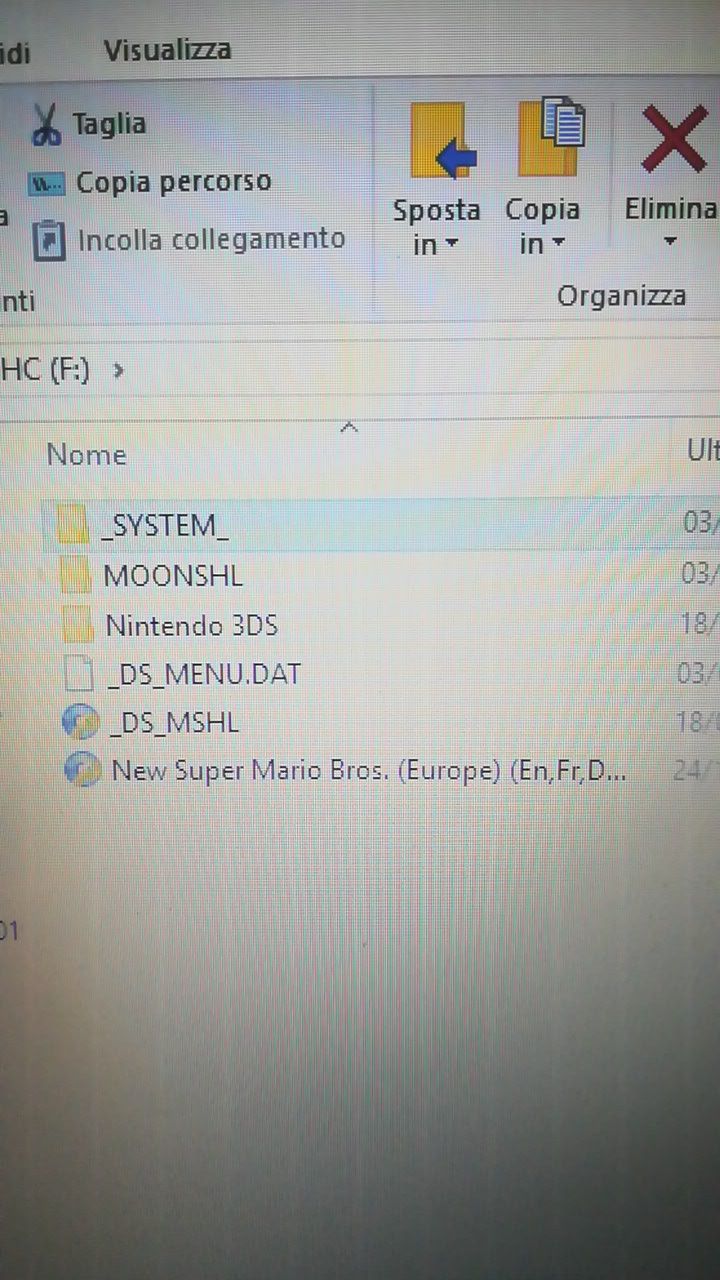 idi Visualizza
Taglia
Copia percorso
a
Incolla collegamento
Sposta in
Copia in
Elimina
nti
Organizza
HC (F:)
Nome Ult
_SYSTEM_ 03/
MOONSHL 03/
Nintendo 3DS 18/
_DS_MENU.DAT 03/
_DS_MSHL 18/
New Super Mario Bros. (Europe) (En,Fr,D... 24/
01